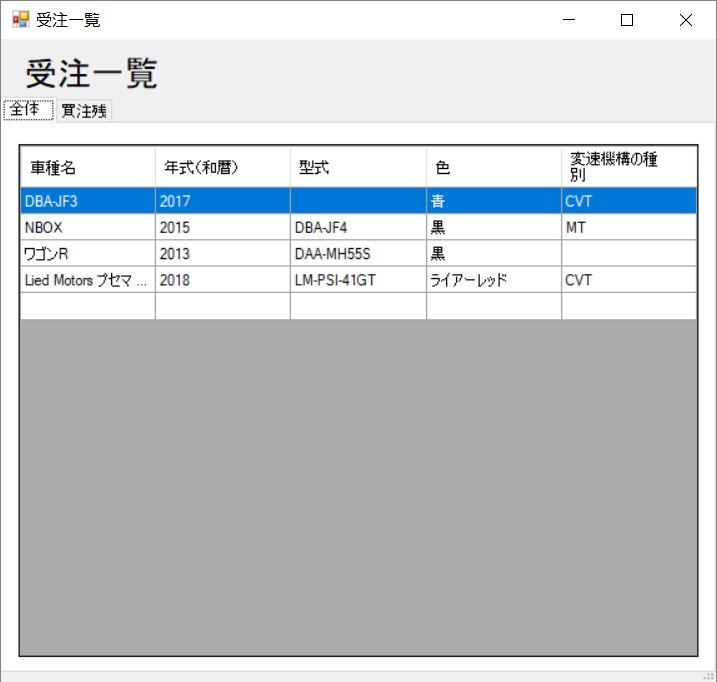 受注一覧
受注一覧
全体 買注残
車種名 年式(和暦) 型式 色 変速機構の種
別
DBA-JF3 2017 青 CVT
NBOX 2015 DBA-JF4 黒 MT
ワゴンR 2013 DAA-MH55S 黒
Lied Motors プセマ ... 2018 LM-PSI-41GT ライアーレッド CVT